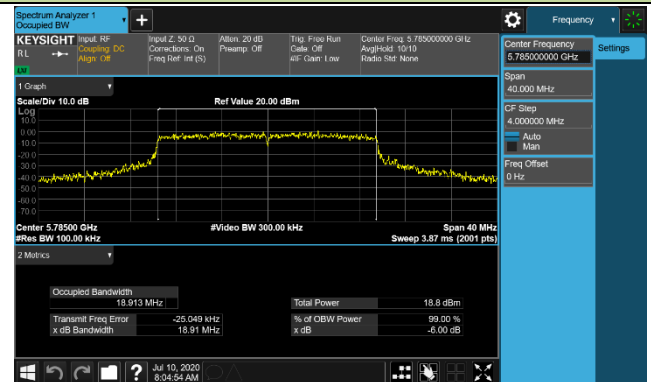 Spectrum Analyzer 1
Occupied BW
Frequency
KEYSIGHT
RL
Input: RF
Coupling: DC
Align: Off
Input Z: 50 Ω
Corrections: On
Freq Ref: Int (S)
Atten: 20 dB
Preamp: Off
Trig: Free Run
Gate: Off
#IF Gain: Low
Center Freq: 5.785000000 GHz
Avg|Hold: 10/10
Radio Std: None
1 Graph
Scale/Div 10.0 dB
Ref Value 20.00 dBm
Log
10.0
0.00
-10.0
-20.0
-30.0
-40.0
-50.0
-60.0
-70.0
Center 5.78500 GHz
#Video BW 300.00 kHz
Span 40 MHz
#Res BW 100.00 kHz
Sweep 3.87 ms (2001 pts)
2 Metrics
Occupied Bandwidth
18.913 MHz
Total Power
18.8 dBm
Transmit Freq Error
-25.049 kHz
% of OBW Power
99.00 %
x dB Bandwidth
18.91 MHz
x dB
-6.00 dB
Center Frequency
5.785000000 GHz
Settings
Span
40.000 MHz
CF Step
4.000000 MHz
Auto
Man
Freq Offset
0 Hz
?
Jul 10, 2020
8:04:54 AM